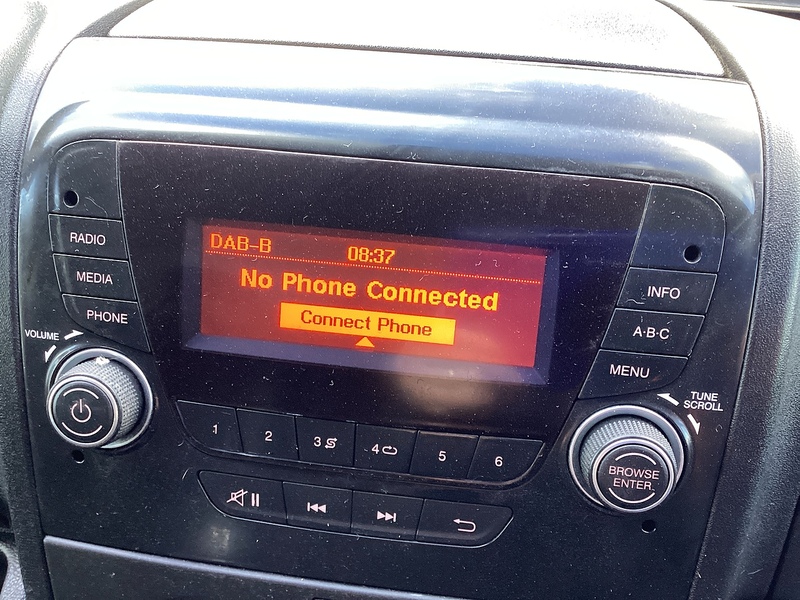 DAB-B 08:37
No Phone Connected
Connect Phone
RADIO
MEDIA
PHONE
VOLUME
INFO
A·B·C
MENU
TUNE
SCROLL
BROWSE
ENTER
1 2 3 4 5 6